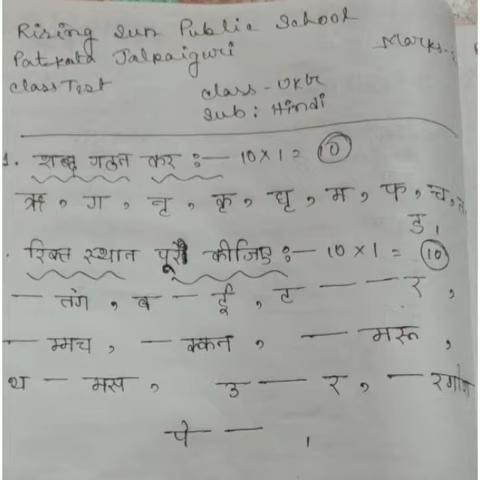 Rising Sun Public School
Patkata Jalpaiguri Marks:
Class Test Class - UKG
Sub : Hindi
1. शब्द गठन कर :- 10 x 1 = 10
ऋ, ग, वृ, कृ, घृ, म, फ, च, त,
ड,
. रिक्त स्थान पूरी कीजिए :- 10 x 1 = 10
— तंग, ब — ई, ट — — र,
— म्मच, — क्कन, — मरू,
थ — मस, उ — र, — रगोश
पे — ,